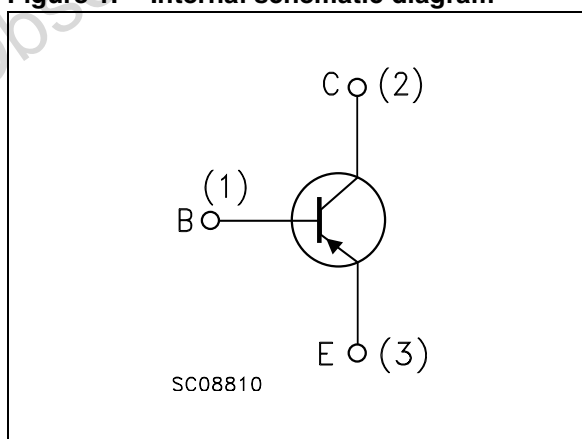 Figure 1. Internal schematic diagram
C (2)
(1)
B
E (3)
SC08810